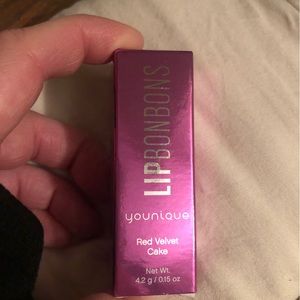 LIPBONBONS
younique
Red Velvet
Cake
Net Wt.
4.2 g / 0.15 oz